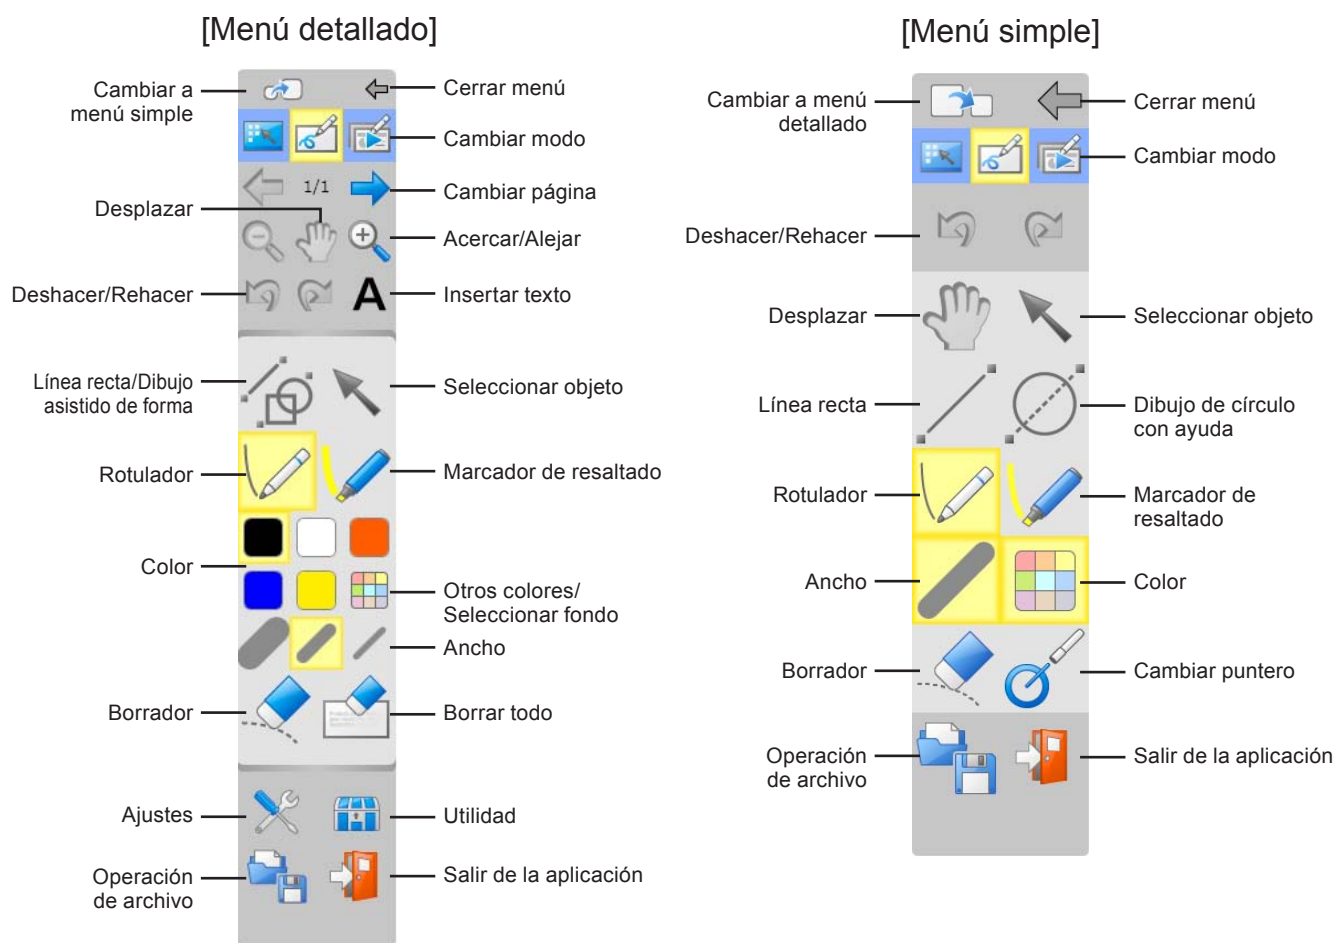 [Menú detallado]
Cambiar a
menú simple
Cerrar menú
Cambiar modo
1/1
Cambiar página
Desplazar
Acercar/Alejar
Deshacer/Rehacer
A
Insertar texto
Línea recta/Dibujo
asistido de forma
Seleccionar objeto
Rotulador
Marcador de resaltado
Color
Otros colores/
Seleccionar fondo
Ancho
Borrador
Borrar todo
Ajustes
Utilidad
Operación
de archivo
Salir de la aplicación
[Menú simple]
Cambiar a menú
detallado
Cerrar menú
Cambiar modo
Deshacer/Rehacer
Desplazar
Seleccionar objeto
Línea recta
Dibujo de círculo
con ayuda
Rotulador
Marcador de
resaltado
Ancho
Color
Borrador
Cambiar puntero
Operación
de archivo
Salir de la aplicación